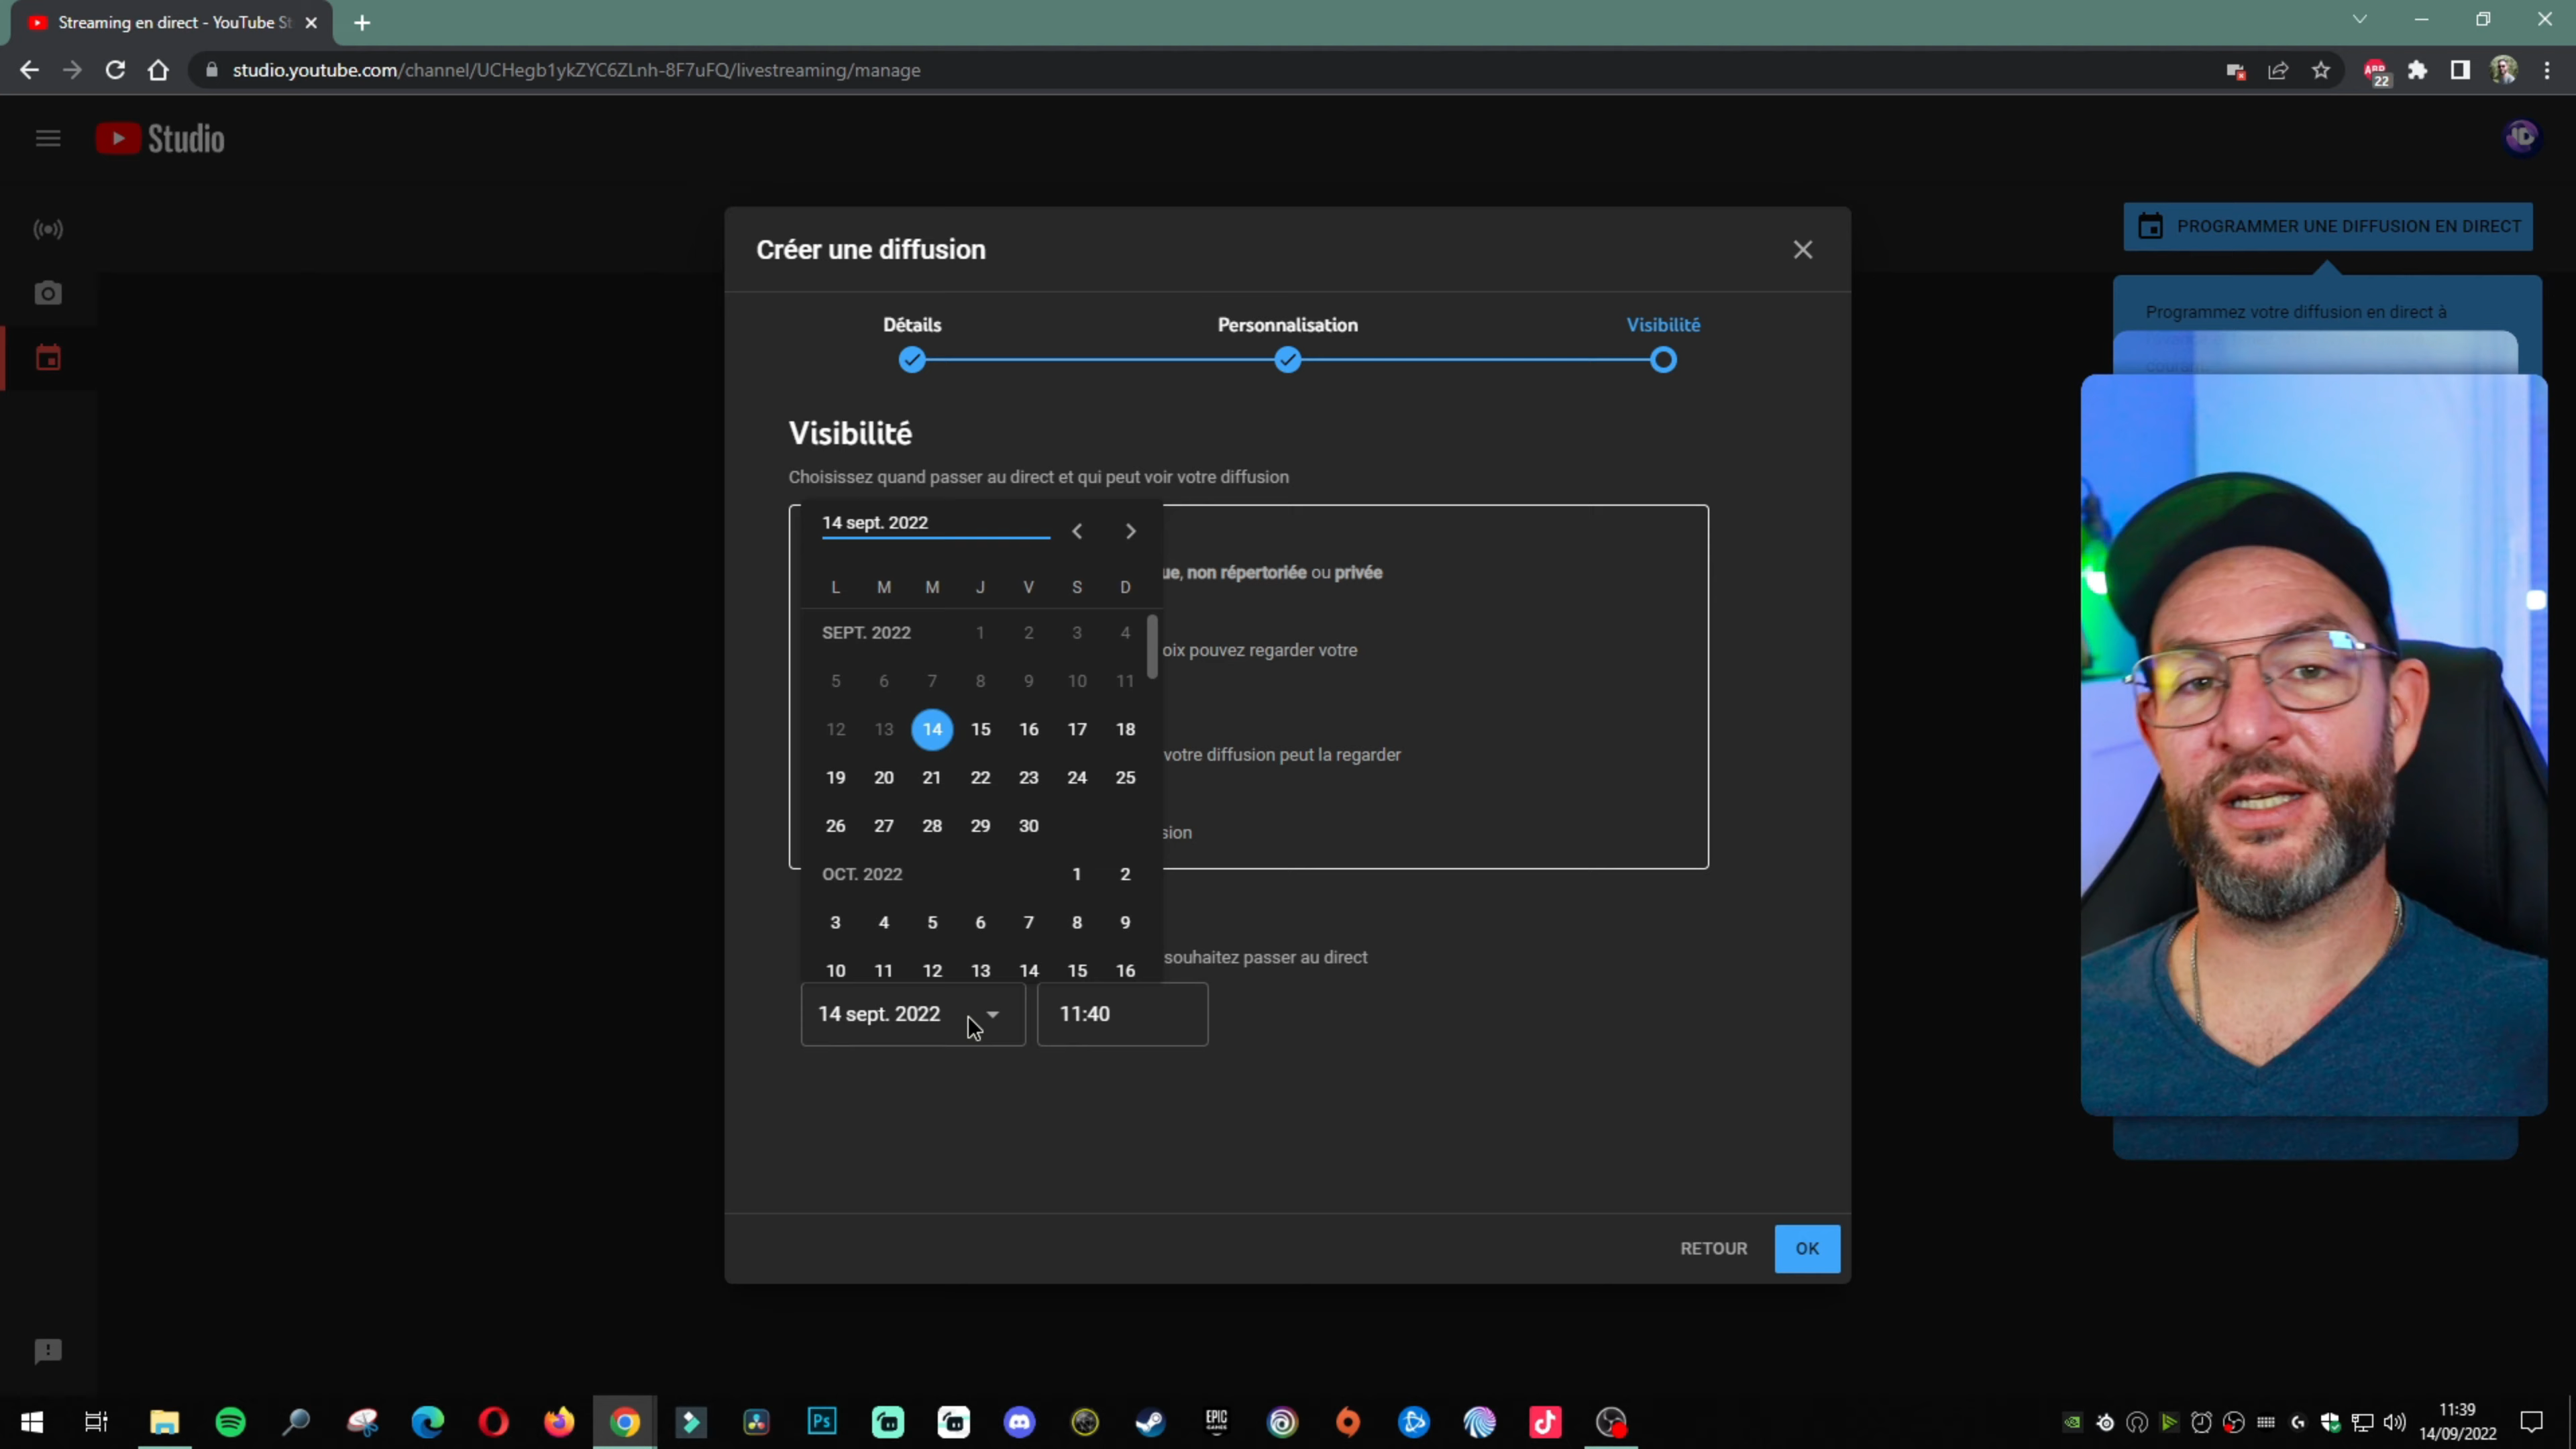 Streaming en direct - YouTube St
studio.youtube.com/channel/UCHegb1ykZYC6ZLnh-8F7uFQ/livestreaming/manage
ABP
22
Studio
PROGRAMMER UNE DIFFUSION EN DIRECT
Programmez votre diffusion en direct à
Créer une diffusion
Détails
Personnalisation
Visibilité
Visibilité
Choisissez quand passer au direct et qui peut voir votre diffusion
14 sept. 2022
ue, non répertoriée ou privée
L M M J V S D
SEPT. 2022 1 2 3 4
oix pouvez regarder votre
5 6 7 8 9 10 11
12 13 14 15 16 17 18
votre diffusion peut la regarder
19 20 21 22 23 24 25
26 27 28 29 30
sion
OCT. 2022 1 2
3 4 5 6 7 8 9
souhaitez passer au direct
10 11 12 13 14 15 16
14 sept. 2022
11:40
RETOUR
OK
Ps
EPIC
GAMES
11:39
14/09/2022